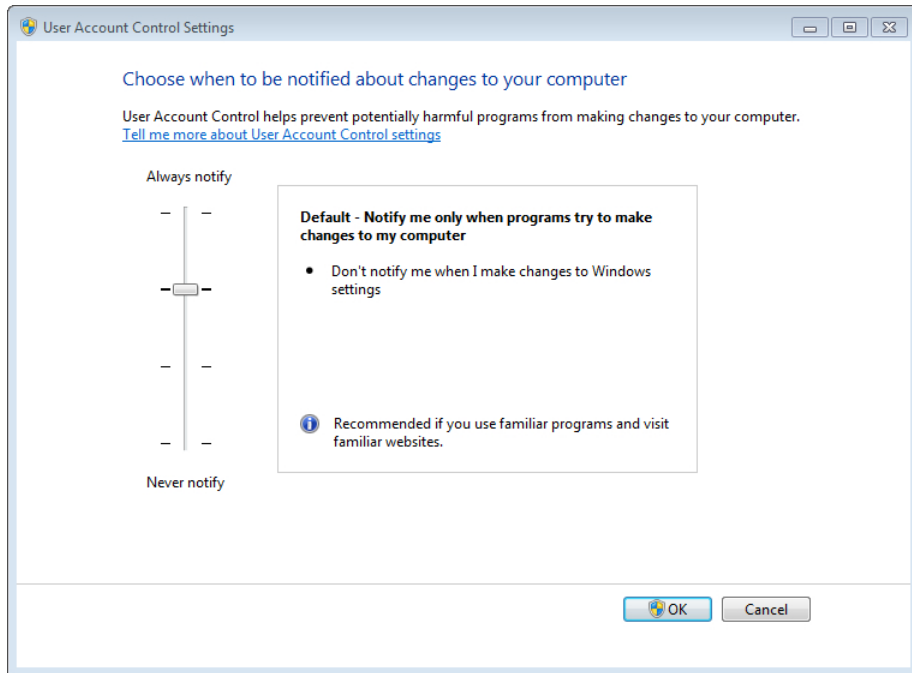 User Account Control Settings
Choose when to be notified about changes to your computer
User Account Control helps prevent potentially harmful programs from making changes to your computer.
Tell me more about User Account Control settings
Always notify
Default - Notify me only when programs try to make
changes to my computer
• Don't notify me when I make changes to Windows
settings
Recommended if you use familiar programs and visit
familiar websites.
Never notify
OK
Cancel